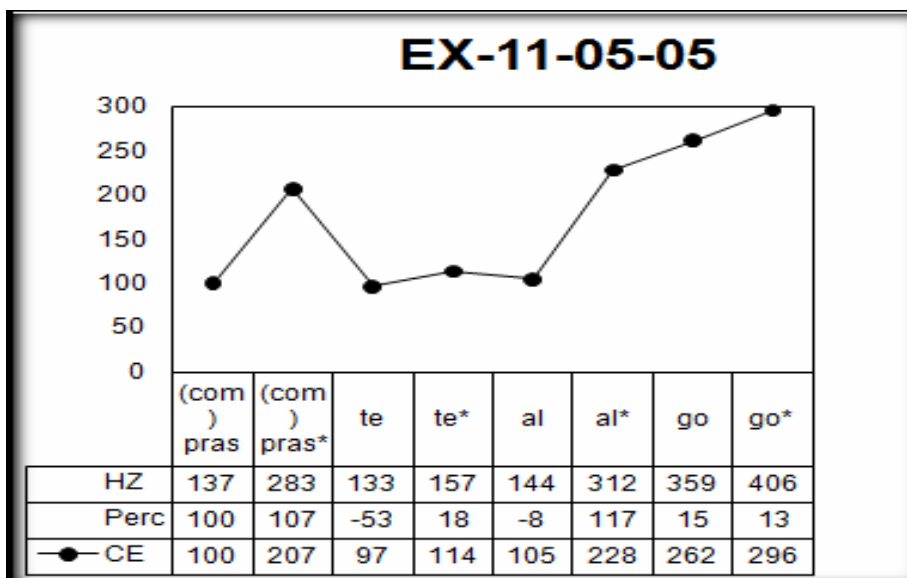 EX-11-05-05
300
250
200
150
100
50
0
(com) pras (com) pras* te te* al al* go go*
HZ 137 283 133 157 144 312 359 406
Perc 100 107 -53 18 -8 117 15 13
CE 100 207 97 114 105 228 262 296